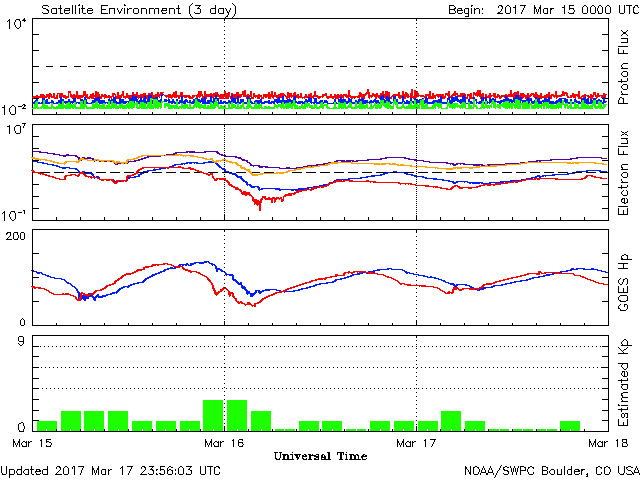 Satellite Environment (3 day)
Begin: 2017 Mar 15 0000 UTC
10^4
10^-2
Proton Flux
10^7
10^-1
Electron Flux
200
0
GOES Hp
9
0
Estimated Kp
Mar 15
Mar 16
Mar 17
Mar 18
Universal Time
Updated 2017 Mar 17 23:56:03 UTC
NOAA/SWPC Boulder, CO USA